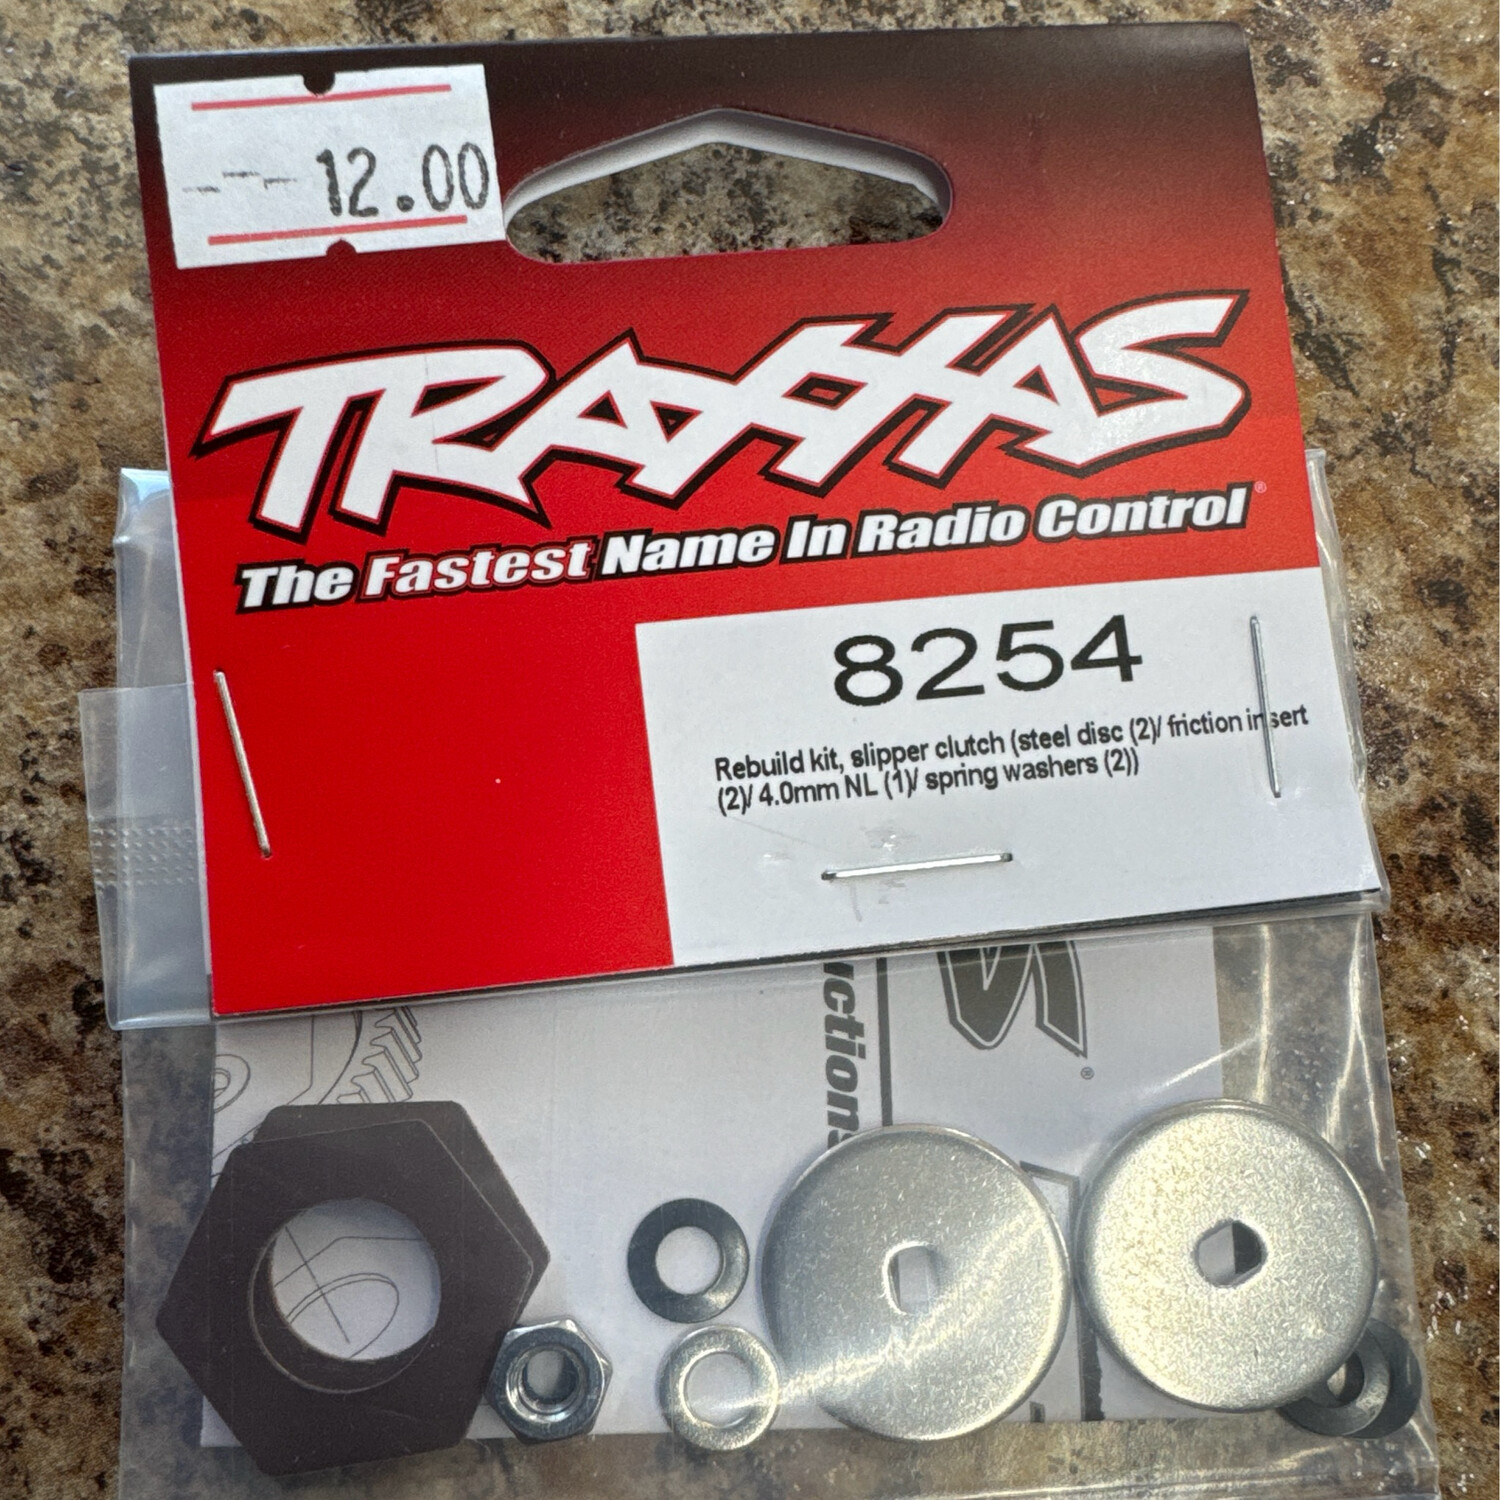 12.00
TRAXXAS
The Fastest Name In Radio Control®
8254
Rebuild kit, slipper clutch (steel disc (2)/ friction insert
(2)/ 4.0mm NL (1)/ spring washers (2))
S®
uctions